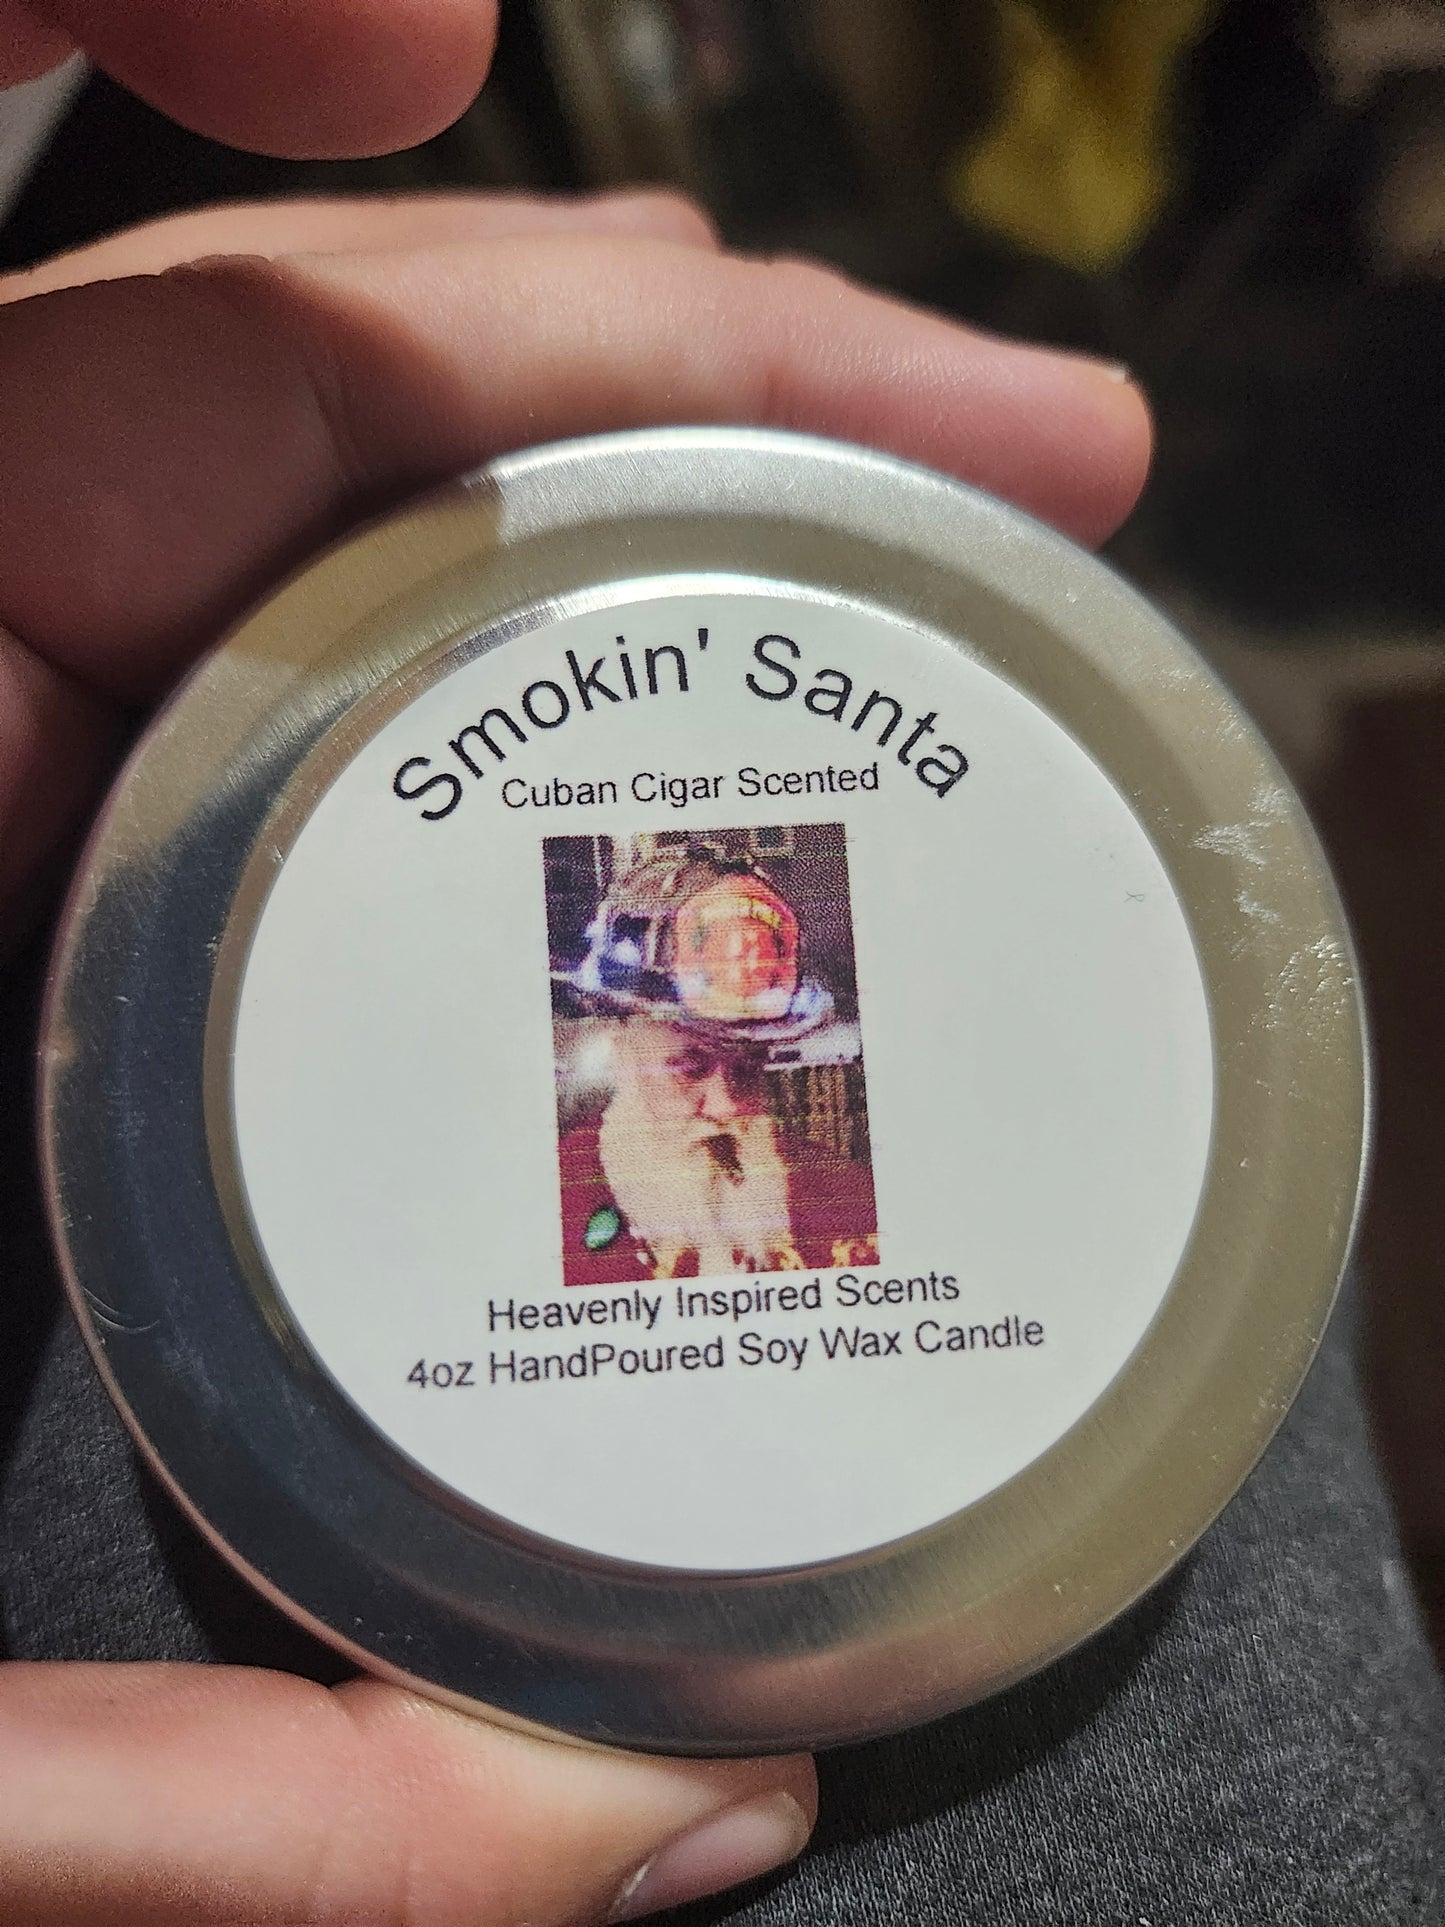 Smokin' Santa
Cuban Cigar Scented
Heavenly Inspired Scents
4oz HandPoured Soy Wax Candle